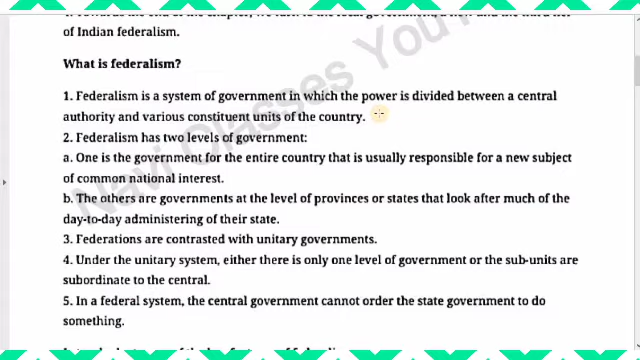 of Indian federalism.
What is federalism?
1. Federalism is a system of government in which the power is divided between a central
authority and various constituent units of the country.
2. Federalism has two levels of government:
a. One is the government for the entire country that is usually responsible for a new subject
of common national interest.
b. The others are governments at the level of provinces or states that look after much of the
day-to-day administering of their state.
3. Federations are contrasted with unitary governments.
4. Under the unitary system, either there is only one level of government or the sub-units are
subordinate to the central.
5. In a federal system, the central government cannot order the state government to do
something.
Navi Classes You